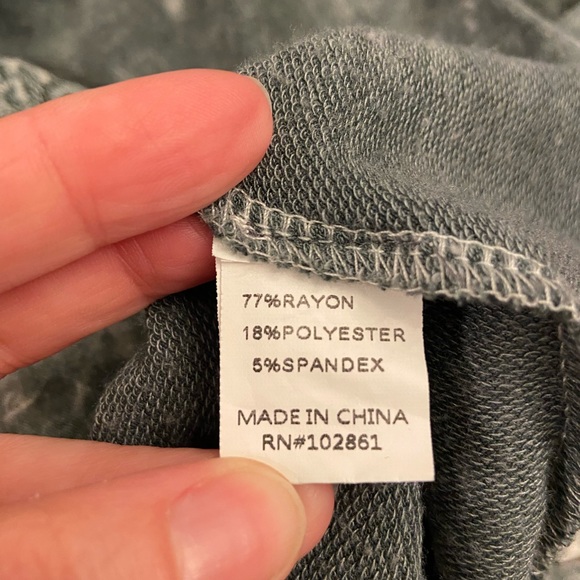 77%RAYON
18%POLYESTER
5%SPANDEX
MADE IN CHINA
RN#102861